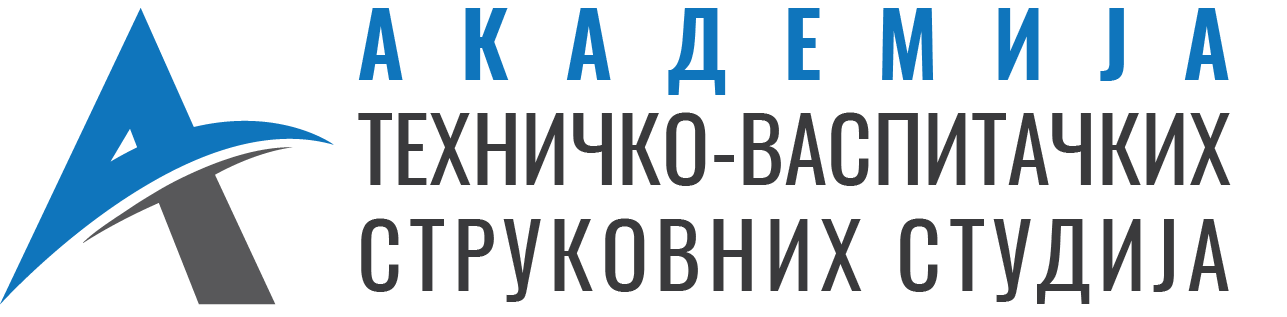 АКАДЕМИЈА
ТЕХНИЧКО-ВАСПИТАЧКИХ
СТРУКОВНИХ СТУДИЈА